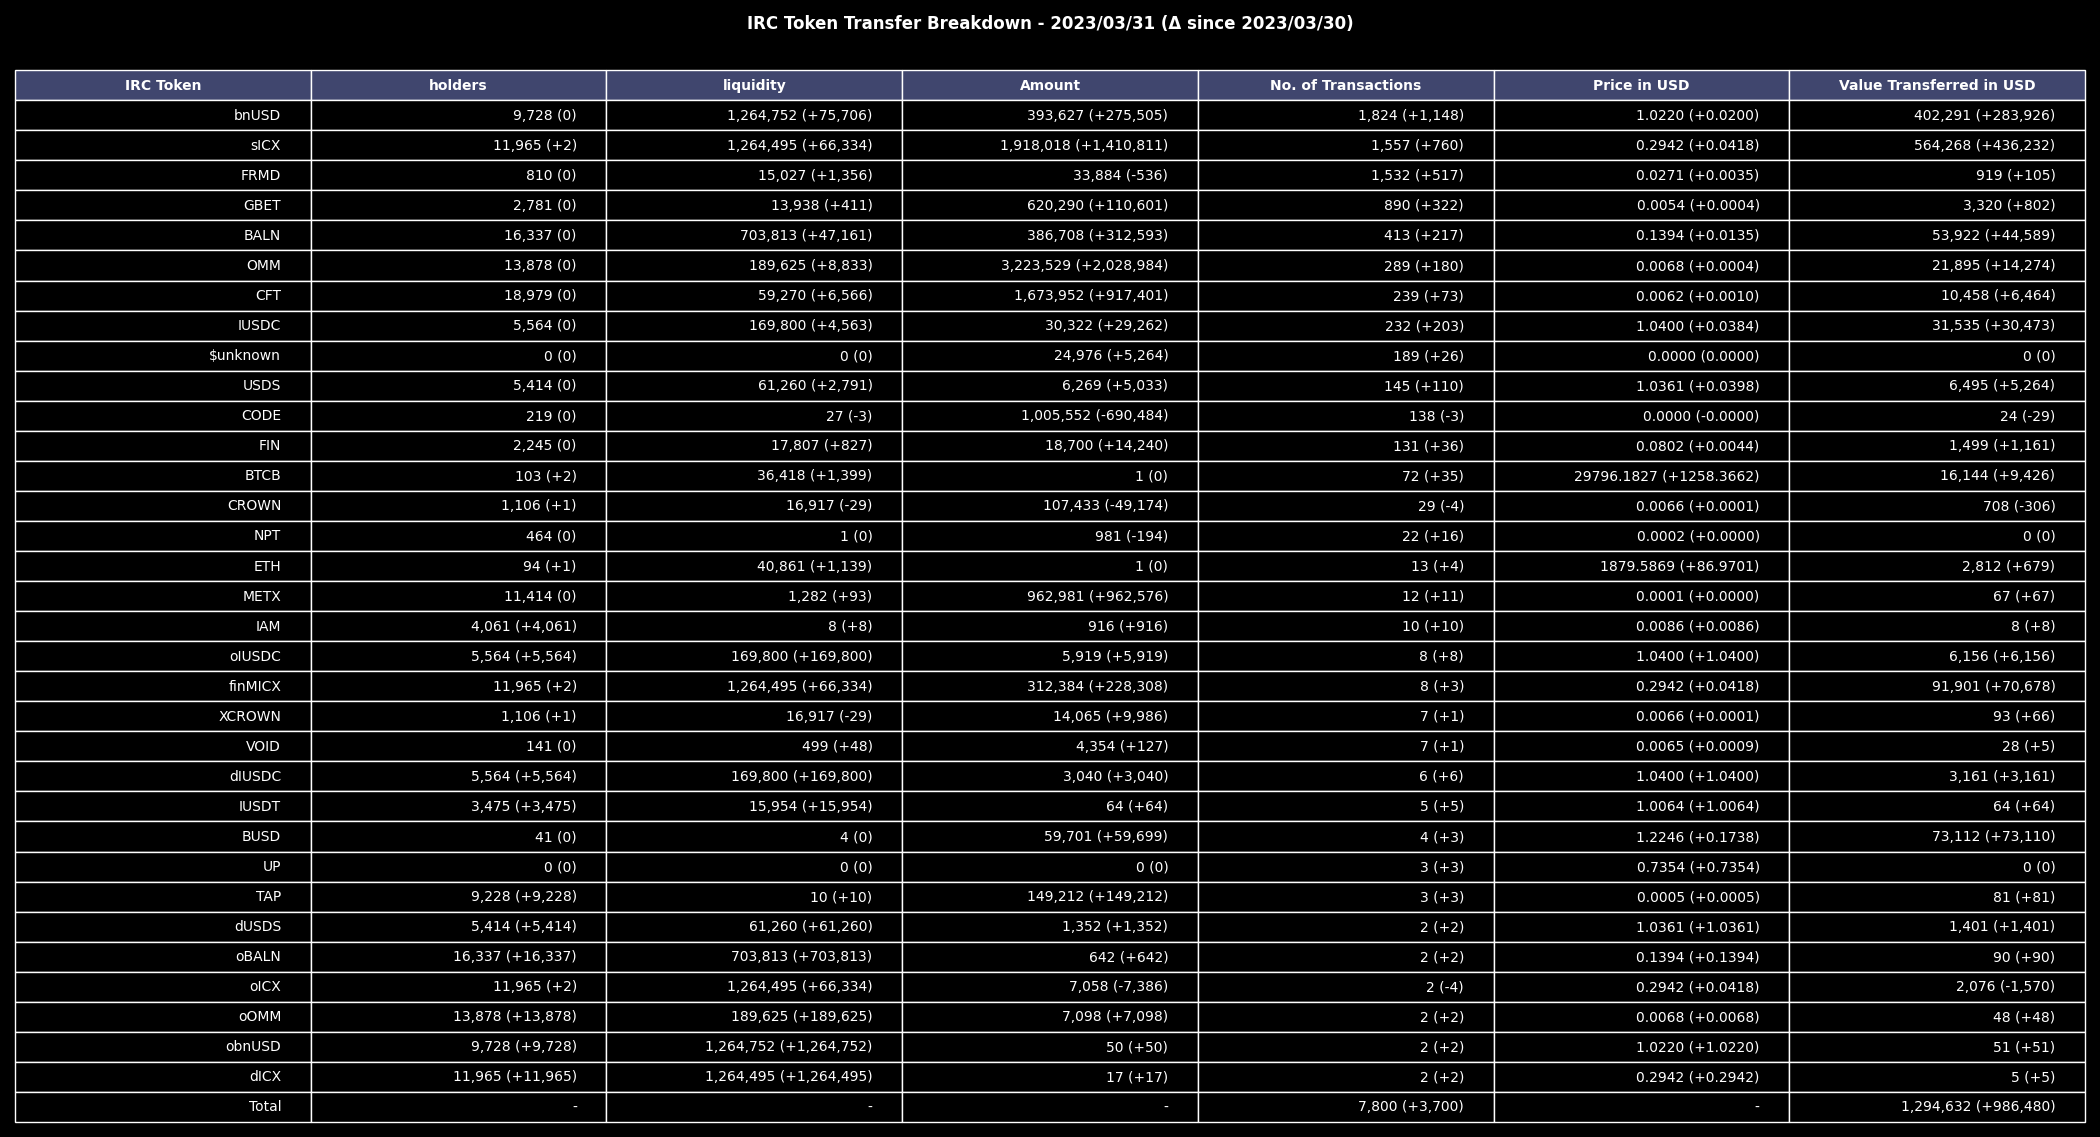 IRC Token Transfer Breakdown - 2023/03/31 (Δ since 2023/03/30)
IRC Token holders liquidity Amount No. of Transactions Price in USD Value Transferred in USD
bnUSD 9,728 (0) 1,264,752 (+75,706) 393,627 (+275,505) 1,824 (+1,148) 1.0220 (+0.0200) 402,291 (+283,926)
sICX 11,965 (+2) 1,264,495 (+66,334) 1,918,018 (+1,410,811) 1,557 (+760) 0.2942 (+0.0418) 564,268 (+436,232)
FRMD 810 (0) 15,027 (+1,356) 33,884 (-536) 1,532 (+517) 0.0271 (+0.0035) 919 (+105)
GBET 2,781 (0) 13,938 (+411) 620,290 (+110,601) 890 (+322) 0.0054 (+0.0004) 3,320 (+802)
BALN 16,337 (0) 703,813 (+47,161) 386,708 (+312,593) 413 (+217) 0.1394 (+0.0135) 53,922 (+44,589)
OMM 13,878 (0) 189,625 (+8,833) 3,223,529 (+2,028,984) 289 (+180) 0.0068 (+0.0004) 21,895 (+14,274)
CFT 18,979 (0) 59,270 (+6,566) 1,673,952 (+917,401) 239 (+73) 0.0062 (+0.0010) 10,458 (+6,464)
IUSDC 5,564 (0) 169,800 (+4,563) 30,322 (+29,262) 232 (+203) 1.0400 (+0.0384) 31,535 (+30,473)
$unknown 0 (0) 0 (0) 24,976 (+5,264) 189 (+26) 0.0000 (0.0000) 0 (0)
USDS 5,414 (0) 61,260 (+2,791) 6,269 (+5,033) 145 (+110) 1.0361 (+0.0398) 6,495 (+5,264)
CODE 219 (0) 27 (-3) 1,005,552 (-690,484) 138 (-3) 0.0000 (-0.0000) 24 (-29)
FIN 2,245 (0) 17,807 (+827) 18,700 (+14,240) 131 (+36) 0.0802 (+0.0044) 1,499 (+1,161)
BTCB 103 (+2) 36,418 (+1,399) 1 (0) 72 (+35) 29796.1827 (+1258.3662) 16,144 (+9,426)
CROWN 1,106 (+1) 16,917 (-29) 107,433 (-49,174) 29 (-4) 0.0066 (+0.0001) 708 (-306)
NPT 464 (0) 1 (0) 981 (-194) 22 (+16) 0.0002 (+0.0000) 0 (0)
ETH 94 (+1) 40,861 (+1,139) 1 (0) 13 (+4) 1879.5869 (+86.9701) 2,812 (+679)
METX 11,414 (0) 1,282 (+93) 962,981 (+962,576) 12 (+11) 0.0001 (+0.0000) 67 (+67)
IAM 4,061 (+4,061) 8 (+8) 916 (+916) 10 (+10) 0.0086 (+0.0086) 8 (+8)
oIUSDC 5,564 (+5,564) 169,800 (+169,800) 5,919 (+5,919) 8 (+8) 1.0400 (+1.0400) 6,156 (+6,156)
finMICX 11,965 (+2) 1,264,495 (+66,334) 312,384 (+228,308) 8 (+3) 0.2942 (+0.0418) 91,901 (+70,678)
XCROWN 1,106 (+1) 16,917 (-29) 14,065 (+9,986) 7 (+1) 0.0066 (+0.0001) 93 (+66)
VOID 141 (0) 499 (+48) 4,354 (+127) 7 (+1) 0.0065 (+0.0009) 28 (+5)
dIUSDC 5,564 (+5,564) 169,800 (+169,800) 3,040 (+3,040) 6 (+6) 1.0400 (+1.0400) 3,161 (+3,161)
IUSDT 3,475 (+3,475) 15,954 (+15,954) 64 (+64) 5 (+5) 1.0064 (+1.0064) 64 (+64)
BUSD 41 (0) 4 (0) 59,701 (+59,699) 4 (+3) 1.2246 (+0.1738) 73,112 (+73,110)
UP 0 (0) 0 (0) 0 (0) 3 (+3) 0.7354 (+0.7354) 0 (0)
TAP 9,228 (+9,228) 10 (+10) 149,212 (+149,212) 3 (+3) 0.0005 (+0.0005) 81 (+81)
dUSDS 5,414 (+5,414) 61,260 (+61,260) 1,352 (+1,352) 2 (+2) 1.0361 (+1.0361) 1,401 (+1,401)
oBALN 16,337 (+16,337) 703,813 (+703,813) 642 (+642) 2 (+2) 0.1394 (+0.1394) 90 (+90)
oICX 11,965 (+2) 1,264,495 (+66,334) 7,058 (-7,386) 2 (-4) 0.2942 (+0.0418) 2,076 (-1,570)
oOMM 13,878 (+13,878) 189,625 (+189,625) 7,098 (+7,098) 2 (+2) 0.0068 (+0.0068) 48 (+48)
obnUSD 9,728 (+9,728) 1,264,752 (+1,264,752) 50 (+50) 2 (+2) 1.0220 (+1.0220) 51 (+51)
dICX 11,965 (+11,965) 1,264,495 (+1,264,495) 17 (+17) 2 (+2) 0.2942 (+0.2942) 5 (+5)
Total - - - 7,800 (+3,700) - 1,294,632 (+986,480)